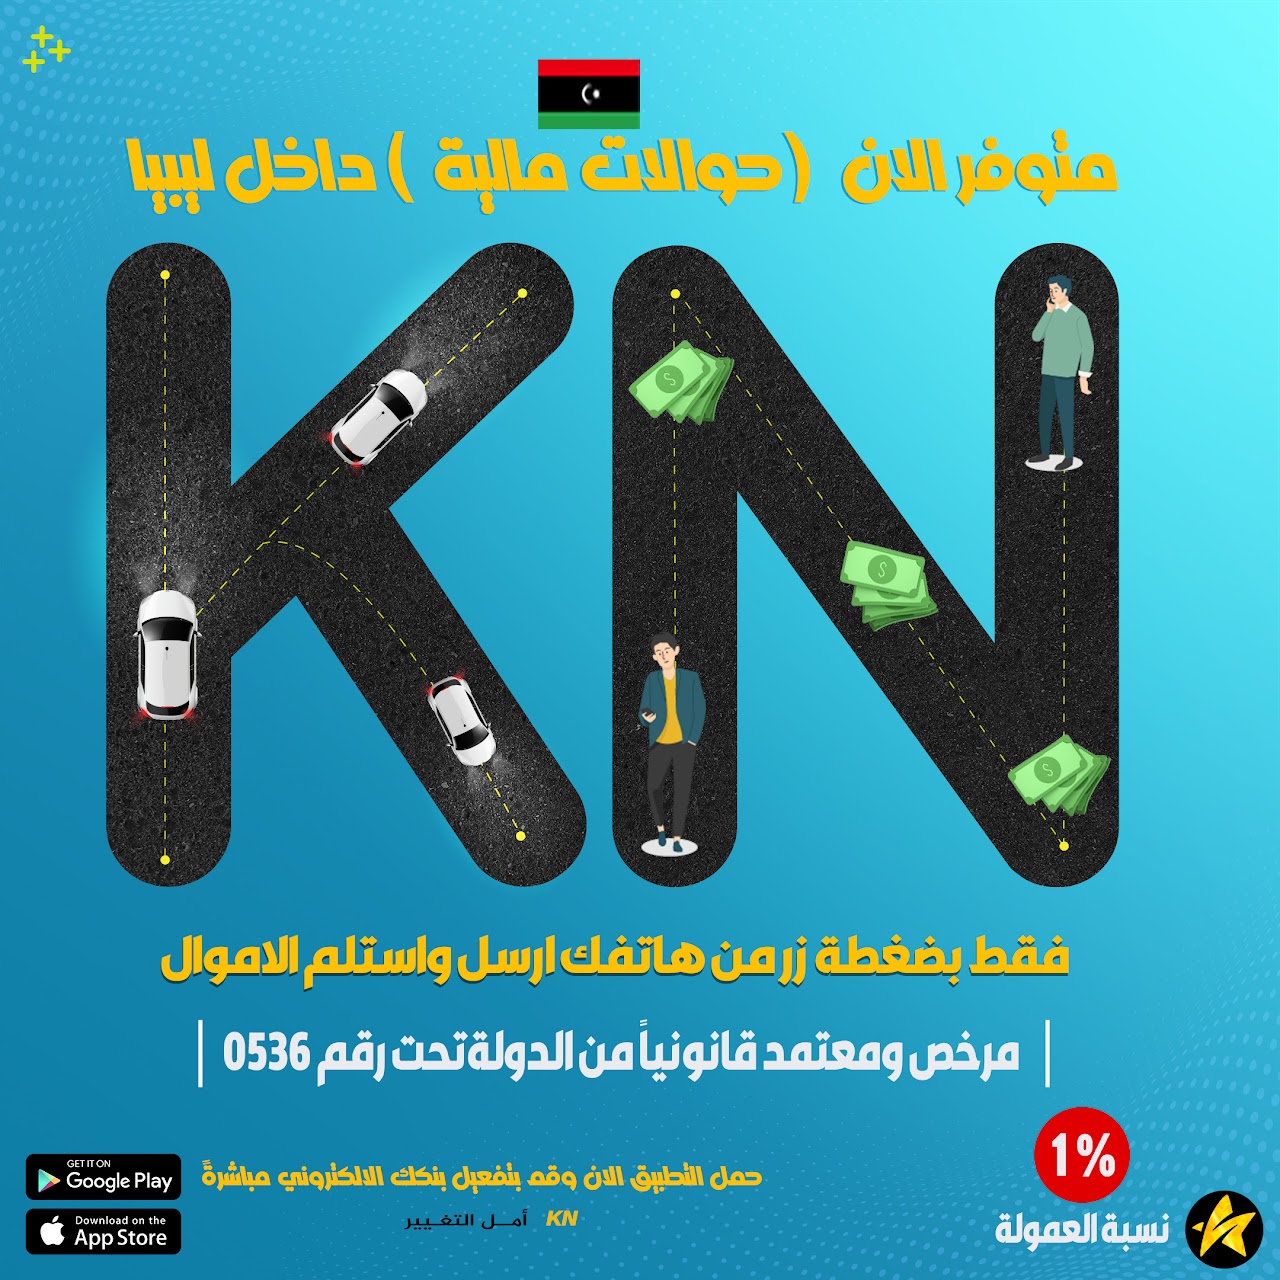 متوفر الان ( حوالات مالية ) داخل ليبيا
KN
فقط بضغطة زر من هاتفك ارسل واستلم الاموال
| مرخص ومعتمد قانونياً من الدولة تحت رقم 0536 |
1%
نسبة العمولة
حمل التطبيق الان وقم بتفعيل بنكك الالكتروني مباشرةً
KN أمل التغيير
GET IT ON
Google Play
Download on the
App Store